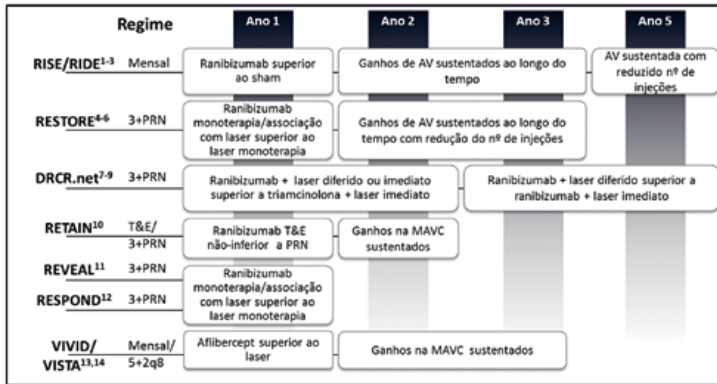 Regime
Ano 1
Ano 2
Ano 3
Ano 5
RISE/RIDE¹⁻³
Mensal
Ranibizumab superior
ao sham
Ganhos de AV sustentados ao longo do
tempo
AV sustentada com
reduzido nº de
injeções
RESTORE⁴⁻⁶
3+PRN
Ranibizumab
monoterapia/associação
com laser superior ao
laser monoterapia
Ganhos de AV sustentados ao longo do
tempo com redução do nº de injeções
DRCR.net⁷⁻⁹
3+PRN
Ranibizumab + laser diferido ou imediato
superior a triamcinolona + laser imediato
Ranibizumab + laser diferido superior a
ranibizumab + laser imediato
RETAIN¹⁰
T&E/
3+PRN
Ranibizumab T&E
não-inferior a PRN
Ganhos na MAVC
sustentados
REVEAL¹¹
3+PRN
RESPOND¹²
3+PRN
Ranibizumab
monoterapia/associação
com laser superior ao
laser monoterapia
VIVID/
VISTA¹³,¹⁴
Mensal/
5+2q8
Aflibercept superior ao
laser
Ganhos na MAVC sustentados